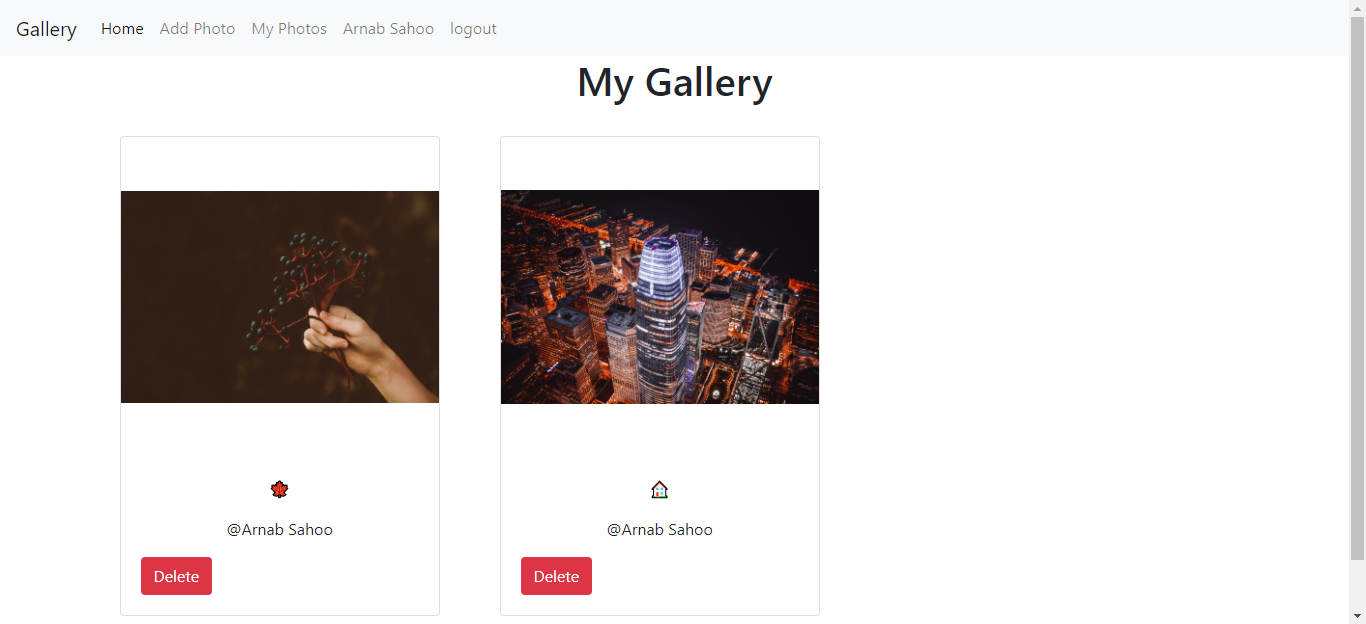 Gallery Home Add Photo My Photos Arnab Sahoo logout
My Gallery
🍁
@Arnab Sahoo
Delete
🏠
@Arnab Sahoo
Delete